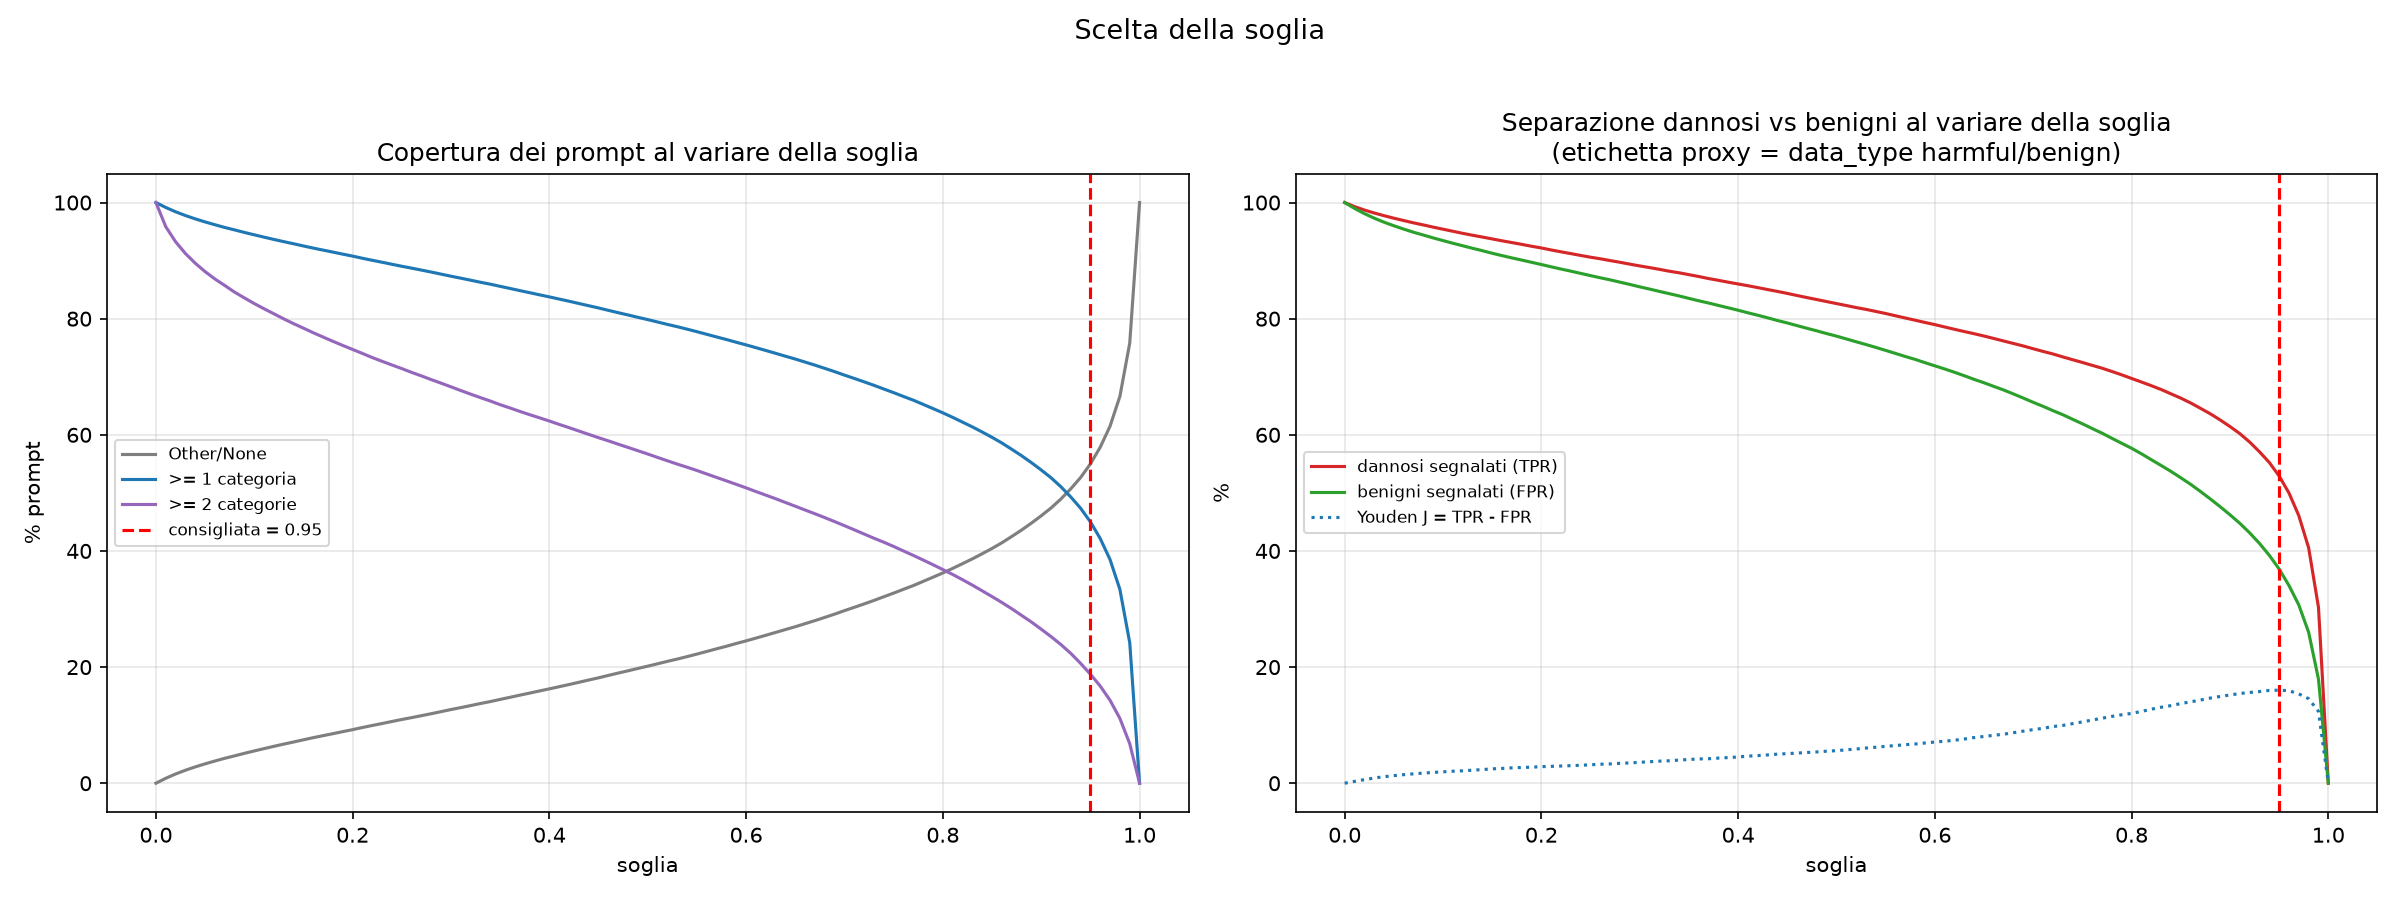 Scelta della soglia
Copertura dei prompt al variare della soglia
% prompt
100
80
60
40
20
0
Other/None
>= 1 categoria
>= 2 categorie
consigliata = 0.95
0.0 0.2 0.4 0.6 0.8 1.0
soglia
Separazione dannosi vs benigni al variare della soglia
(etichetta proxy = data_type harmful/benign)
%
100
80
60
40
20
0
dannosi segnalati (TPR)
benigni segnalati (FPR)
Youden J = TPR - FPR
0.0 0.2 0.4 0.6 0.8 1.0
soglia